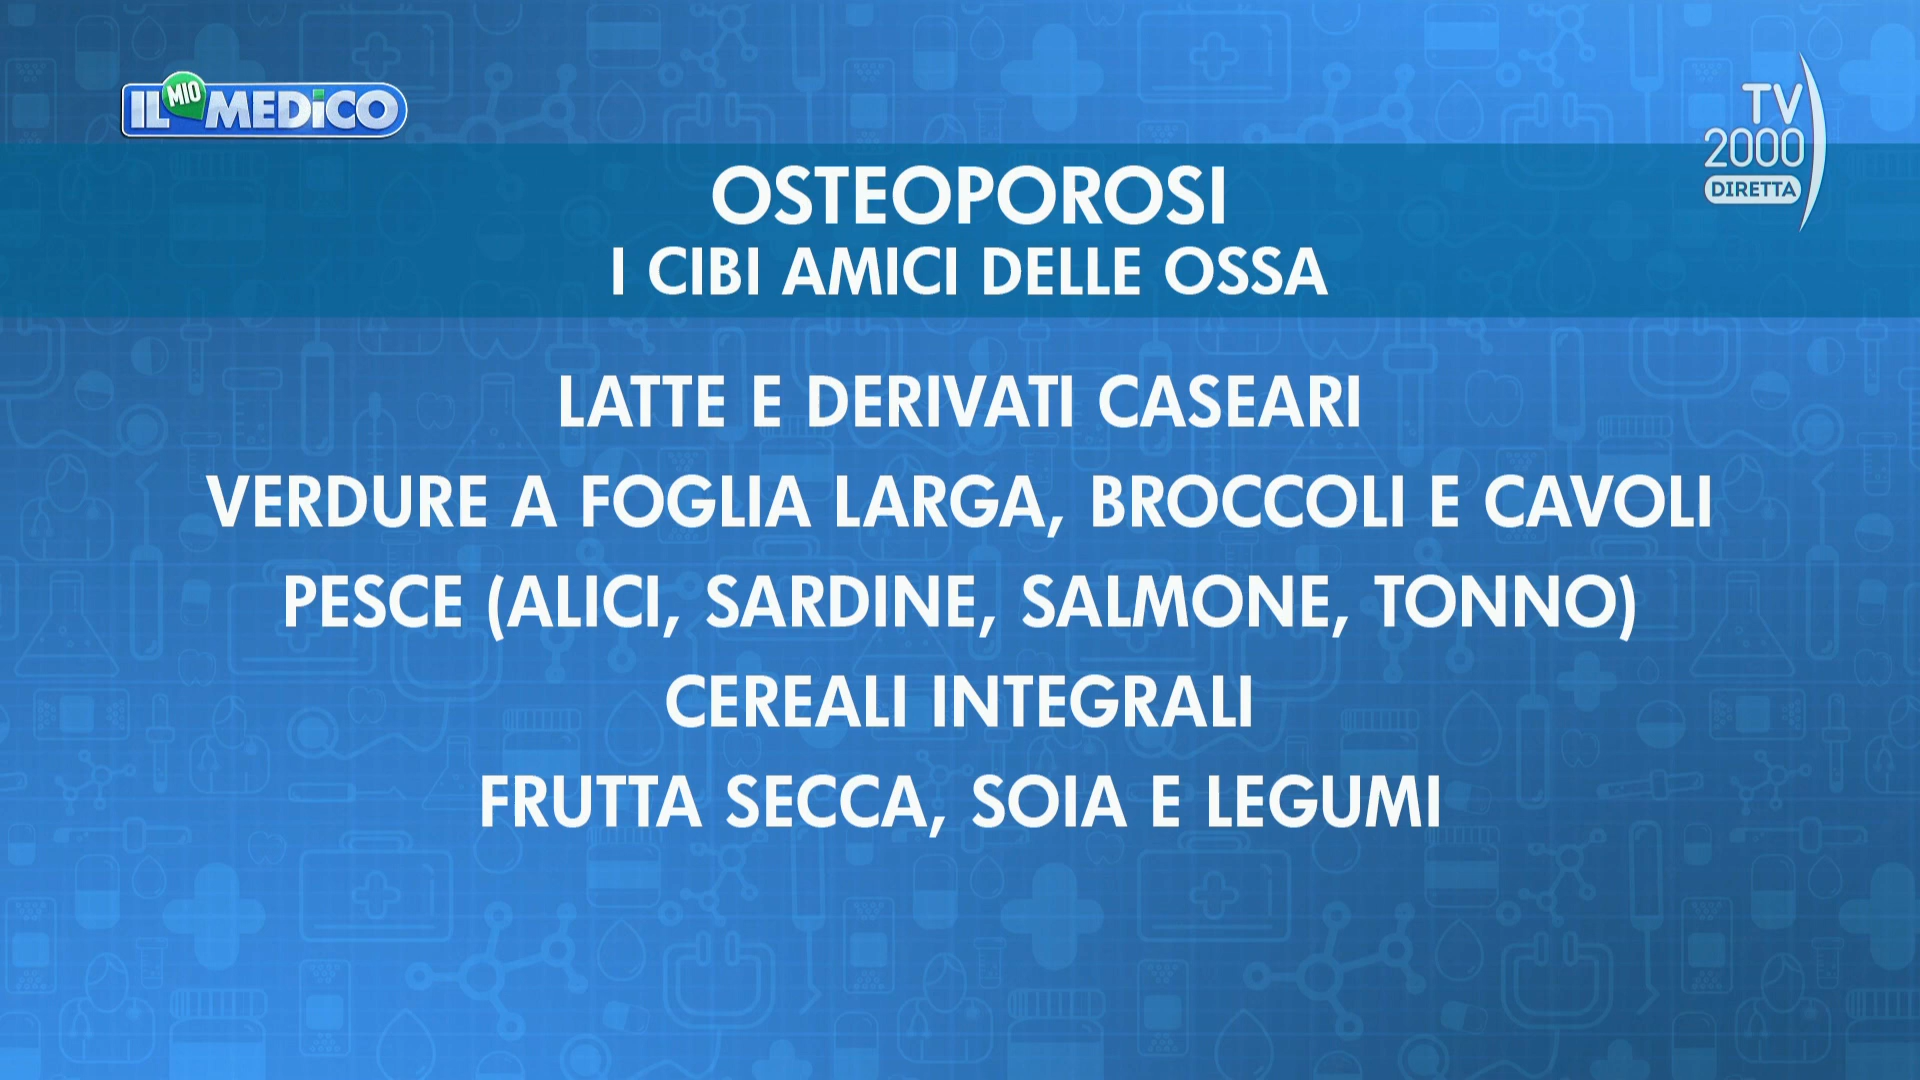 IL MIO MEDICO
TV
2000
DIRETTA
OSTEOPOROSI
I CIBI AMICI DELLE OSSA
LATTE E DERIVATI CASEARI
VERDURE A FOGLIA LARGA, BROCCOLI E CAVOLI
PESCE (ALICI, SARDINE, SALMONE, TONNO)
CEREALI INTEGRALI
FRUTTA SECCA, SOIA E LEGUMI